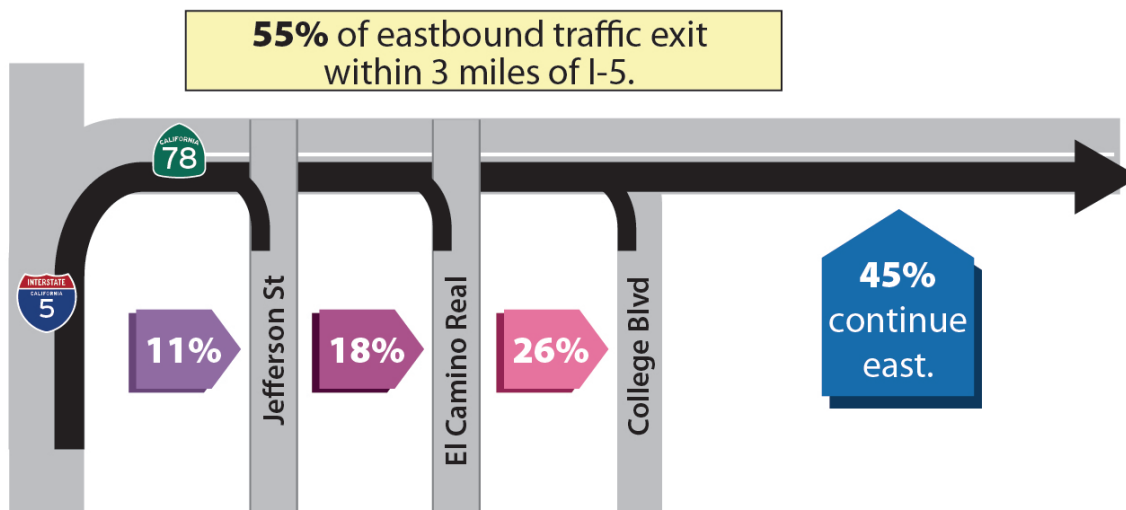 55% of eastbound traffic exit
within 3 miles of I-5.
CALIFORNIA
78
INTERSTATE
CALIFORNIA
5
11%
Jefferson St
18%
El Camino Real
26%
College Blvd
45%
continue
east.